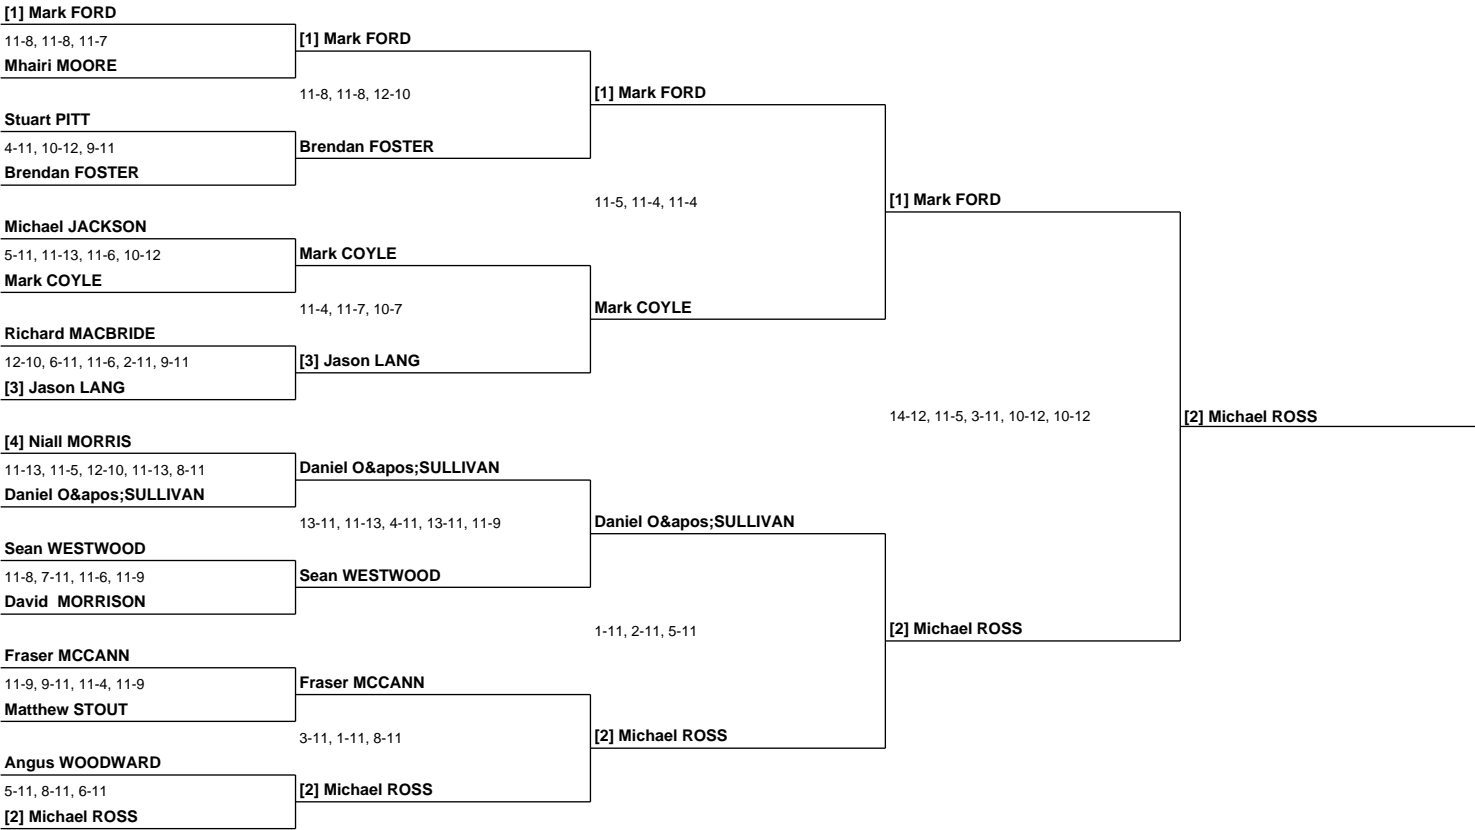 [1] Mark FORD
11-8, 11-8, 11-7
Mhairi MOORE
Stuart PITT
4-11, 10-12, 9-11
Brendan FOSTER
Michael JACKSON
5-11, 11-13, 11-6, 10-12
Mark COYLE
Richard MACBRIDE
12-10, 6-11, 11-6, 2-11, 9-11
[3] Jason LANG
[4] Niall MORRIS
11-13, 11-5, 12-10, 11-13, 8-11
Daniel O&apos;SULLIVAN
Sean WESTWOOD
11-8, 7-11, 11-6, 11-9
David  MORRISON
Fraser MCCANN
11-9, 9-11, 11-4, 11-9
Matthew STOUT
Angus WOODWARD
5-11, 8-11, 6-11
[2] Michael ROSS
[1] Mark FORD
11-8, 11-8, 12-10
Brendan FOSTER
Mark COYLE
11-4, 11-7, 10-7
[3] Jason LANG
Daniel O&apos;SULLIVAN
13-11, 11-13, 4-11, 13-11, 11-9
Sean WESTWOOD
Fraser MCCANN
3-11, 1-11, 8-11
[2] Michael ROSS
[1] Mark FORD
11-5, 11-4, 11-4
Mark COYLE
Daniel O&apos;SULLIVAN
1-11, 2-11, 5-11
[2] Michael ROSS
[1] Mark FORD
14-12, 11-5, 3-11, 10-12, 10-12
[2] Michael ROSS
[2] Michael ROSS